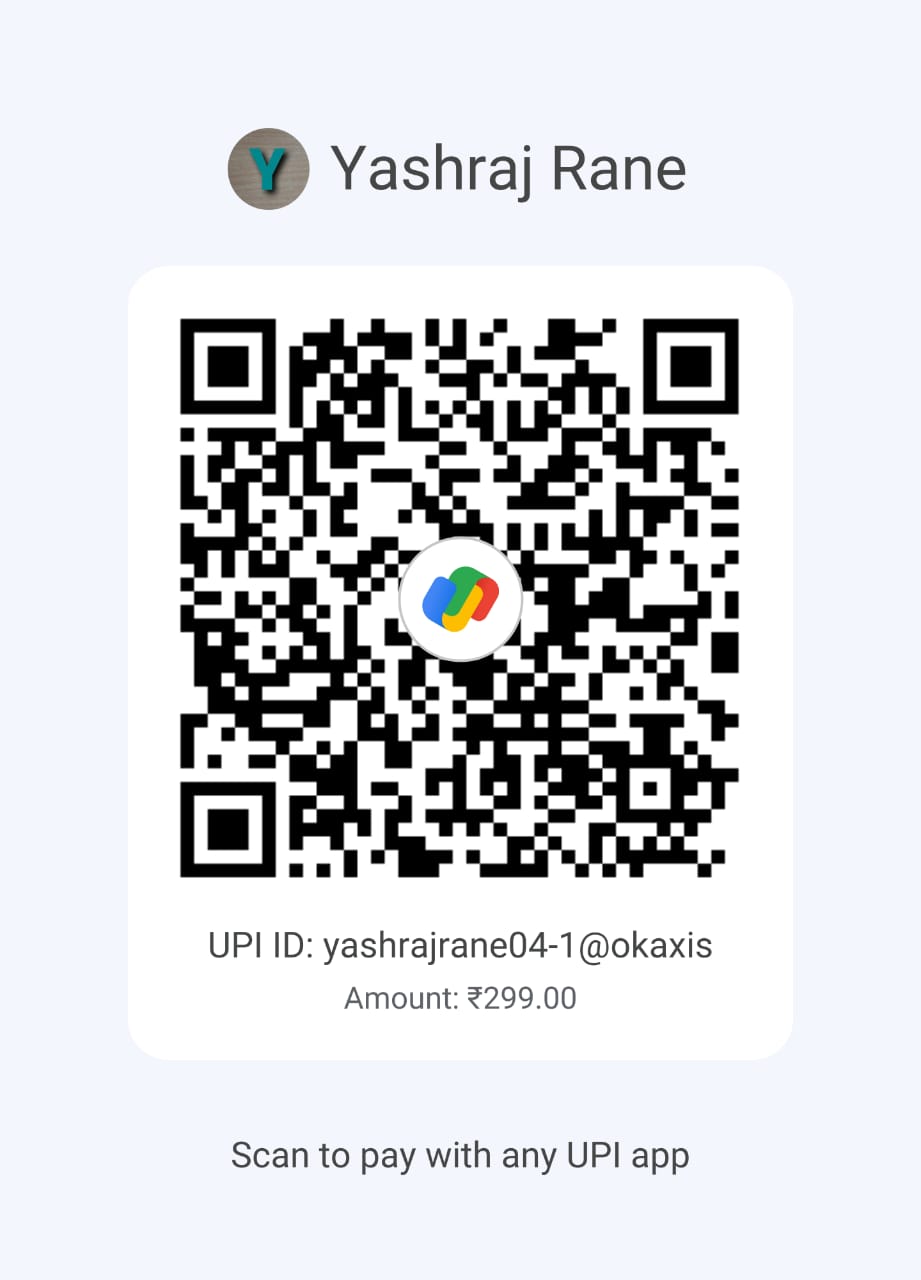 Y Yashraj Rane
UPI ID: yashrajrane04-1@okaxis
Amount: ₹299.00
Scan to pay with any UPI app